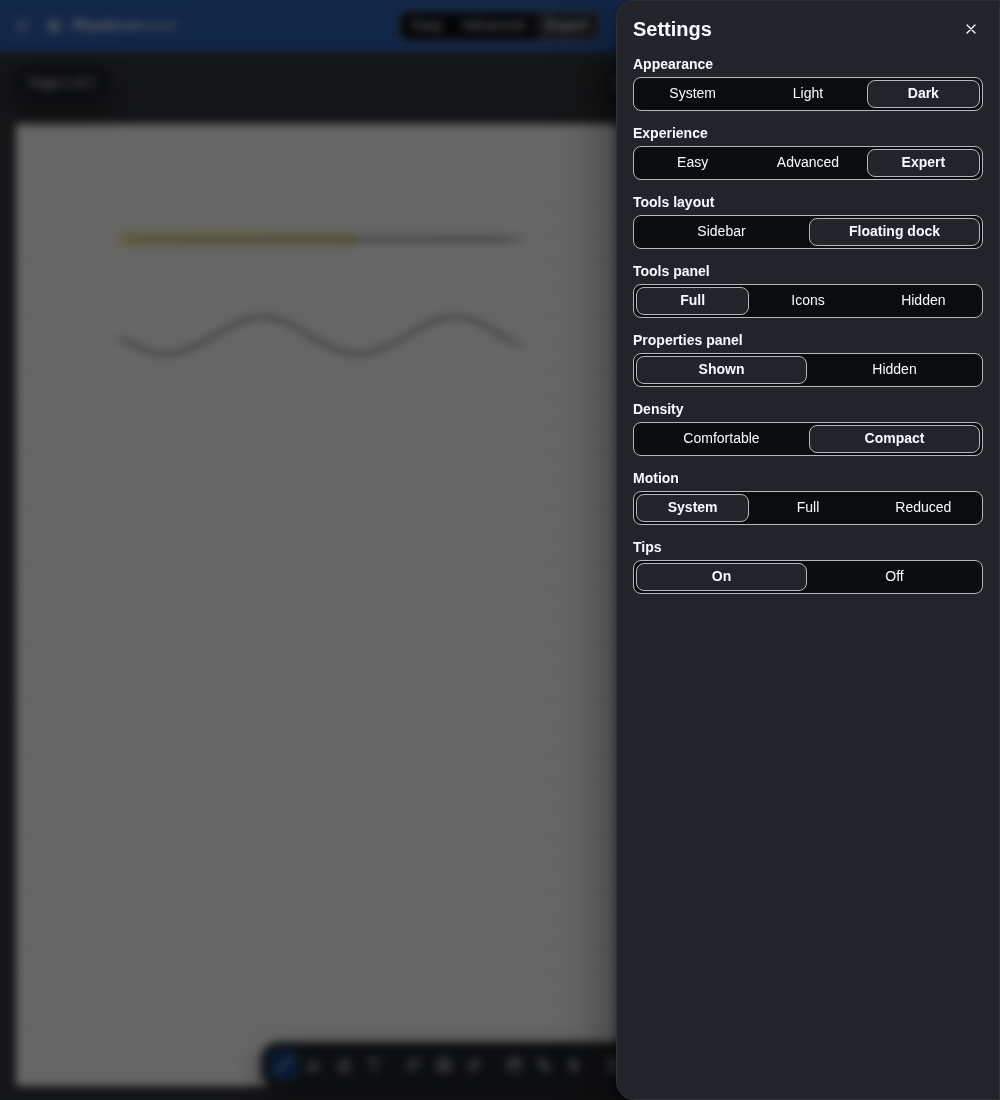 Settings
Appearance
System Light Dark
Experience
Easy Advanced Expert
Tools layout
Sidebar Floating dock
Tools panel
Full Icons Hidden
Properties panel
Shown Hidden
Density
Comfortable Compact
Motion
System Full Reduced
Tips
On Off